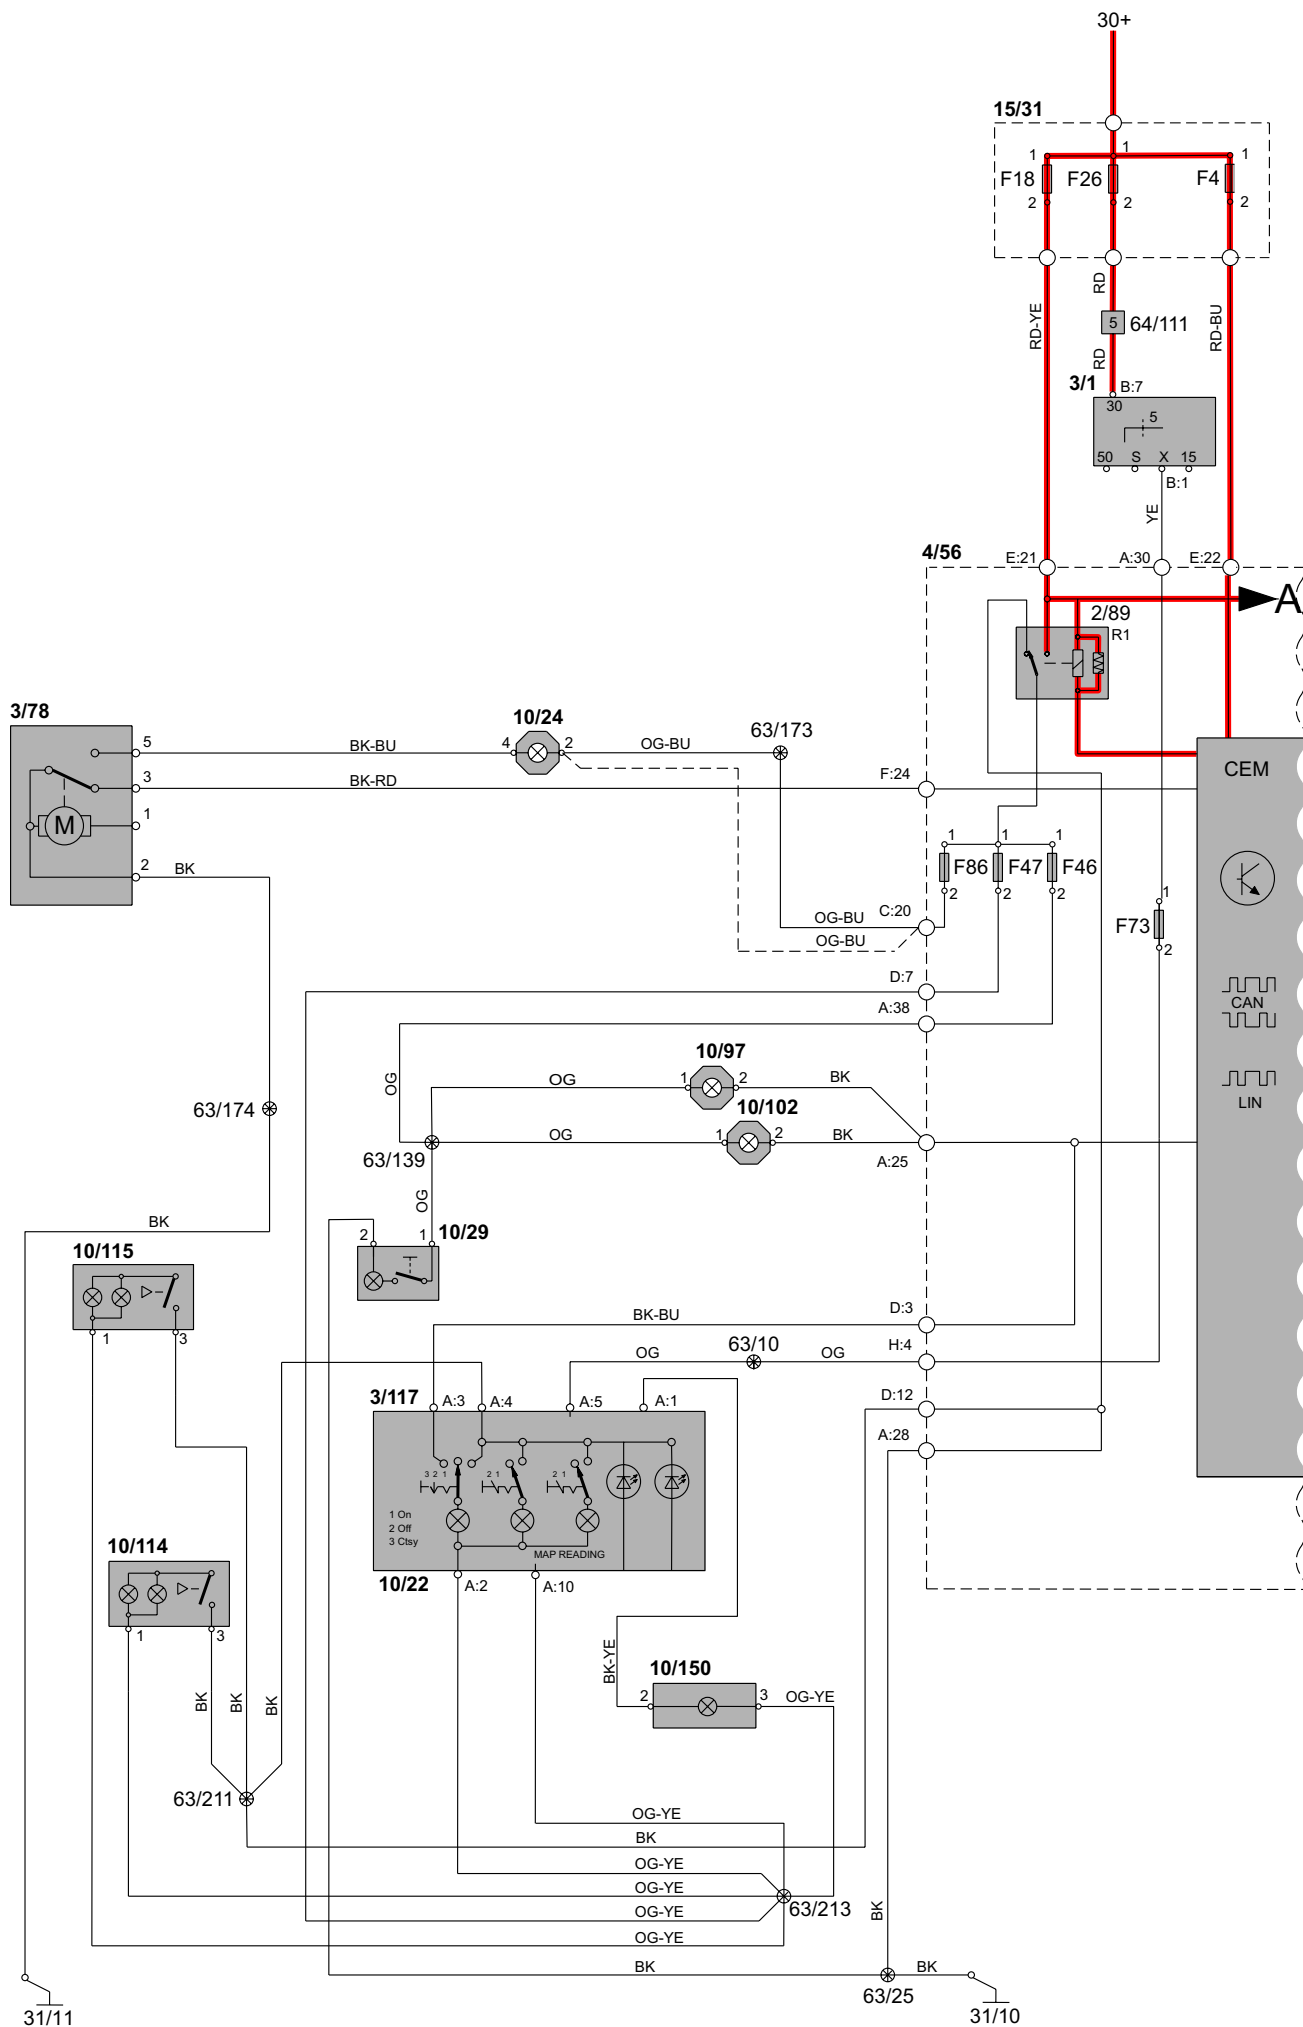 30+
15/31
1
1 1
F18 F26 F4
2 2 2
RD
RD-YE
RD-BU
5 64/111
RD
3/1 B:7
30
5
50 S X 15
B:1
YE
4/56
E:21 A:30 E:22
A
2/89
R1
3/78
10/24
63/173
5 BK-BU 4 2 OG-BU
CEM
3 BK-RD F:24
1
M
2 BK
1 1 1
F86 F47 F46
2 2 2
1
F73
2
OG-BU C:20
OG-BU
D:7
A:38
CAN
LIN
10/97
OG
OG 1 2 BK
63/174
10/102
OG 1 2 BK
63/139
A:25
OG
BK
2 1 10/29
10/115
1 3
BK-BU D:3
63/10
OG OG H:4
3/117 A:3 A:4 A:5 A:1
D:12
A:28
3 2 1 2 1 2 1
1 On
2 Off
3 Ctsy
MAP READING
10/22 A:2 A:10
10/114
1 3
BK-YE
10/150
2 3 OG-YE
BK
BK
BK
63/211
OG-YE
BK
OG-YE
OG-YE
63/213
OG-YE
BK
OG-YE
BK BK
63/25
31/11
31/10